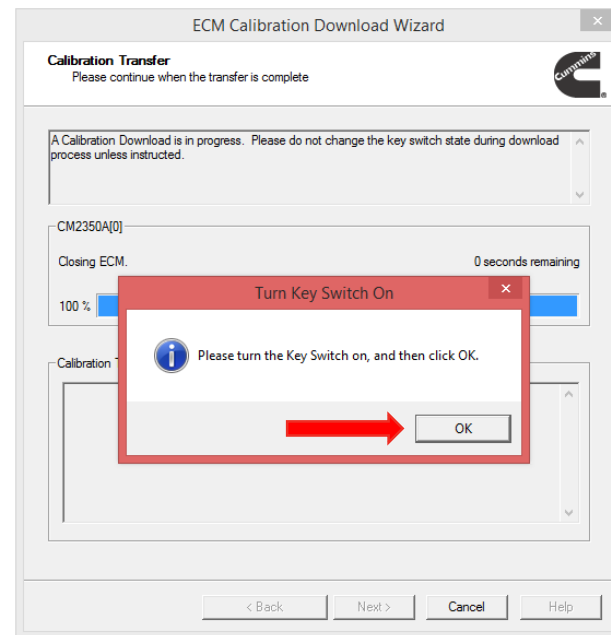 ECM Calibration Download Wizard
Calibration Transfer
Please continue when the transfer is complete
cummins
A Calibration Download is in progress. Please do not change the key switch state during download
process unless instructed.
CM2350A[0]
Closing ECM.
0 seconds remaining
Turn Key Switch On
100 %
Please turn the Key Switch on, and then click OK.
Calibration
OK
< Back
Next >
Cancel
Help